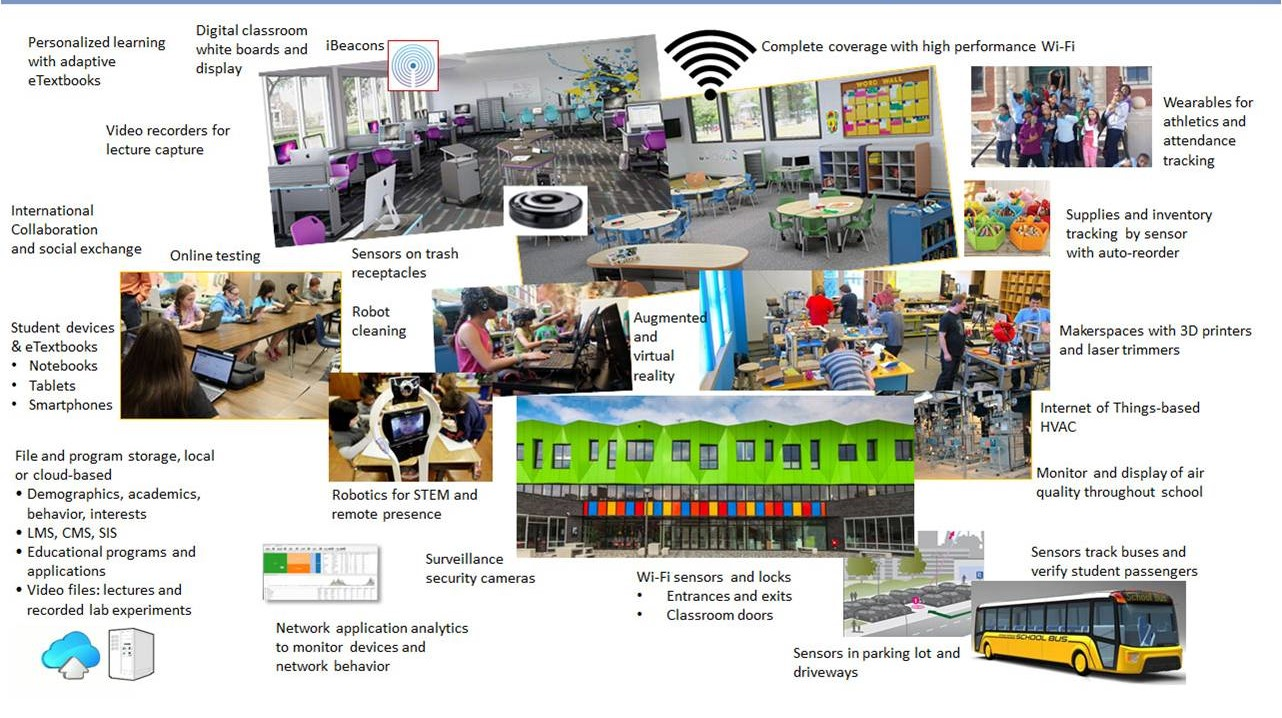 Personalized learning
with adaptive
eTextbooks
Digital classroom
white boards and
display
iBeacons
Complete coverage with high performance Wi-Fi
WORD WALL
Wearables for
athletics and
attendance
tracking
Video recorders for
lecture capture
International
Collaboration
and social exchange
Supplies and inventory
tracking by sensor
with auto-reorder
Online testing
Sensors on trash
receptacles
Robot
cleaning
Augmented
and
virtual
reality
Student devices
& eTextbooks
• Notebooks
• Tablets
• Smartphones
Makerspaces with 3D printers
and laser trimmers
Internet of Things-based
HVAC
Monitor and display of air
quality throughout school
File and program storage, local
or cloud-based
• Demographics, academics,
behavior, interests
• LMS, CMS, SIS
• Educational programs and
applications
• Video files: lectures and
recorded lab experiments
Robotics for STEM and
remote presence
Surveillance
security cameras
Network application analytics
to monitor devices and
network behavior
Wi-Fi sensors and locks
• Entrances and exits
• Classroom doors
Sensors track buses and
verify student passengers
Sensors in parking lot and
driveways
School Bus
SCHOOL BUS